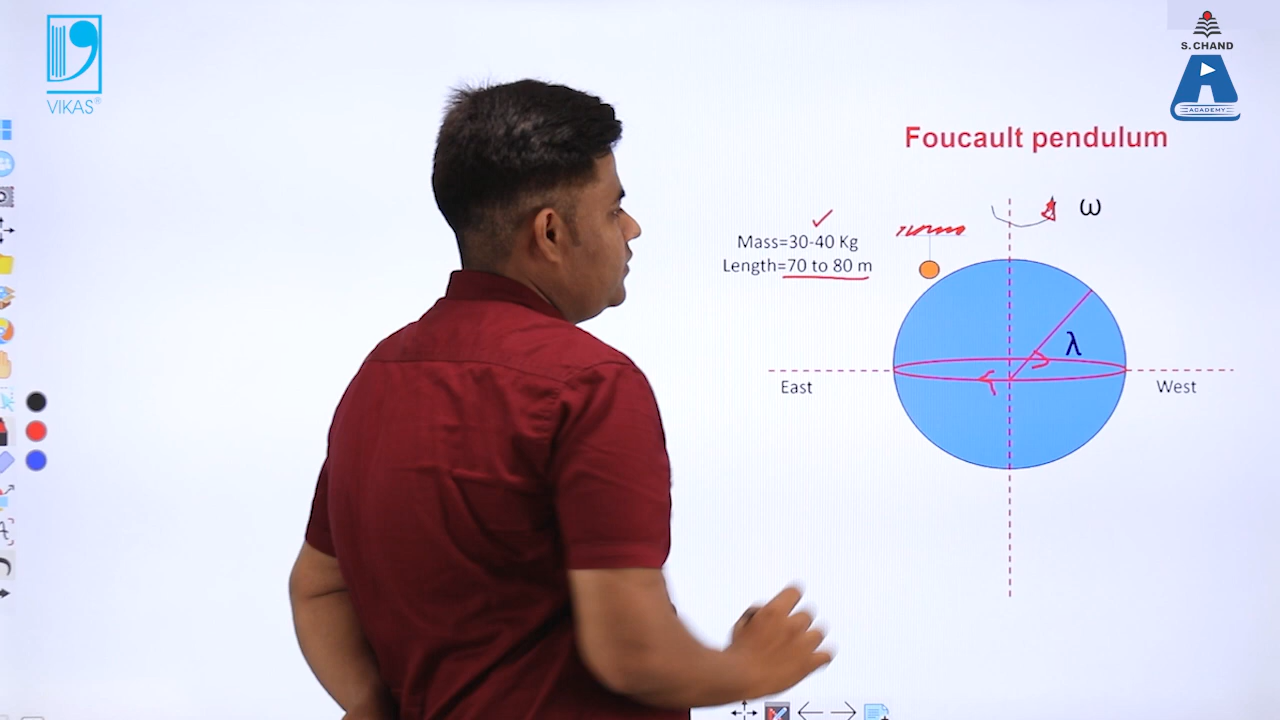 VIKAS®
S. CHAND
ACADEMY
Foucault pendulum
ω
Mass=30-40 Kg
Length=70 to 80 m
λ
East
West